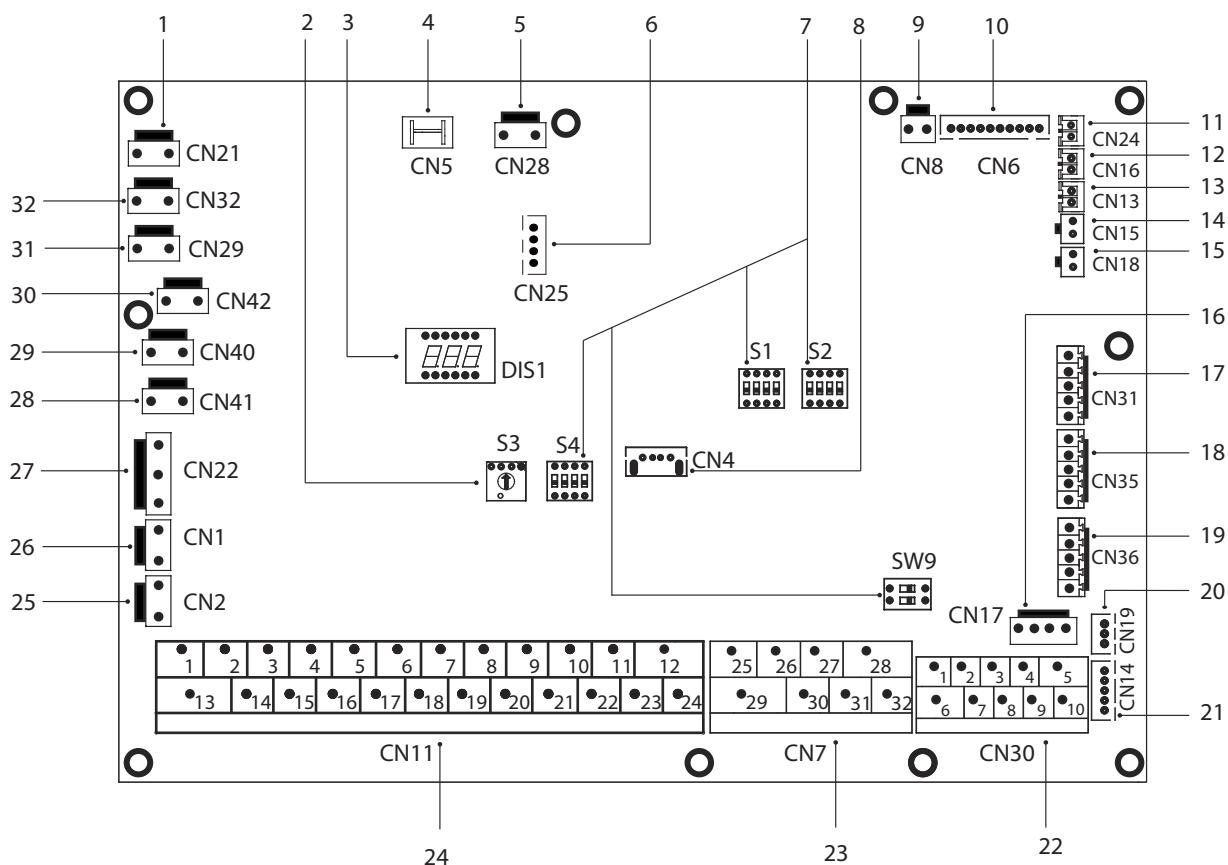 1 2 3 4 5 6 7 8 9 10
11
CN21 CN5 CN28 CN8 CN6 CN24
12
CN16
32 CN32 CN13 13
14
CN15
31 CN29 15
CN18
CN25
30 CN42
16
29 CN40 DIS1 S1 S2
17
28 CN41 CN31
S3 S4
27 CN22 CN4 18
2 CN35 8
26 CN1 19
SW9 CN36
25 CN2 20
CN17 CN19
1 2 3 4 5 6 7 8 9 10 11 12 25 26 27 28
1 2 3 4 5
13 14 15 16 17 18 19 20 21 22 23 24 29 30 31 32
6 7 8 9 10
CN14
21
CN11 CN7 CN30
24 23 22